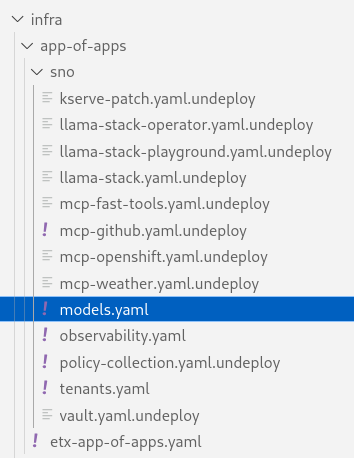 infra
app-of-apps
sno
kserve-patch.yaml.undeploy
llama-stack-operator.yaml.undeploy
llama-stack-playground.yaml.undeploy
llama-stack.yaml.undeploy
mcp-fast-tools.yaml.undeploy
mcp-github.yaml.undeploy
mcp-openshift.yaml.undeploy
mcp-weather.yaml.undeploy
models.yaml
observability.yaml
policy-collection.yaml.undeploy
tenants.yaml
vault.yaml.undeploy
etx-app-of-apps.yaml